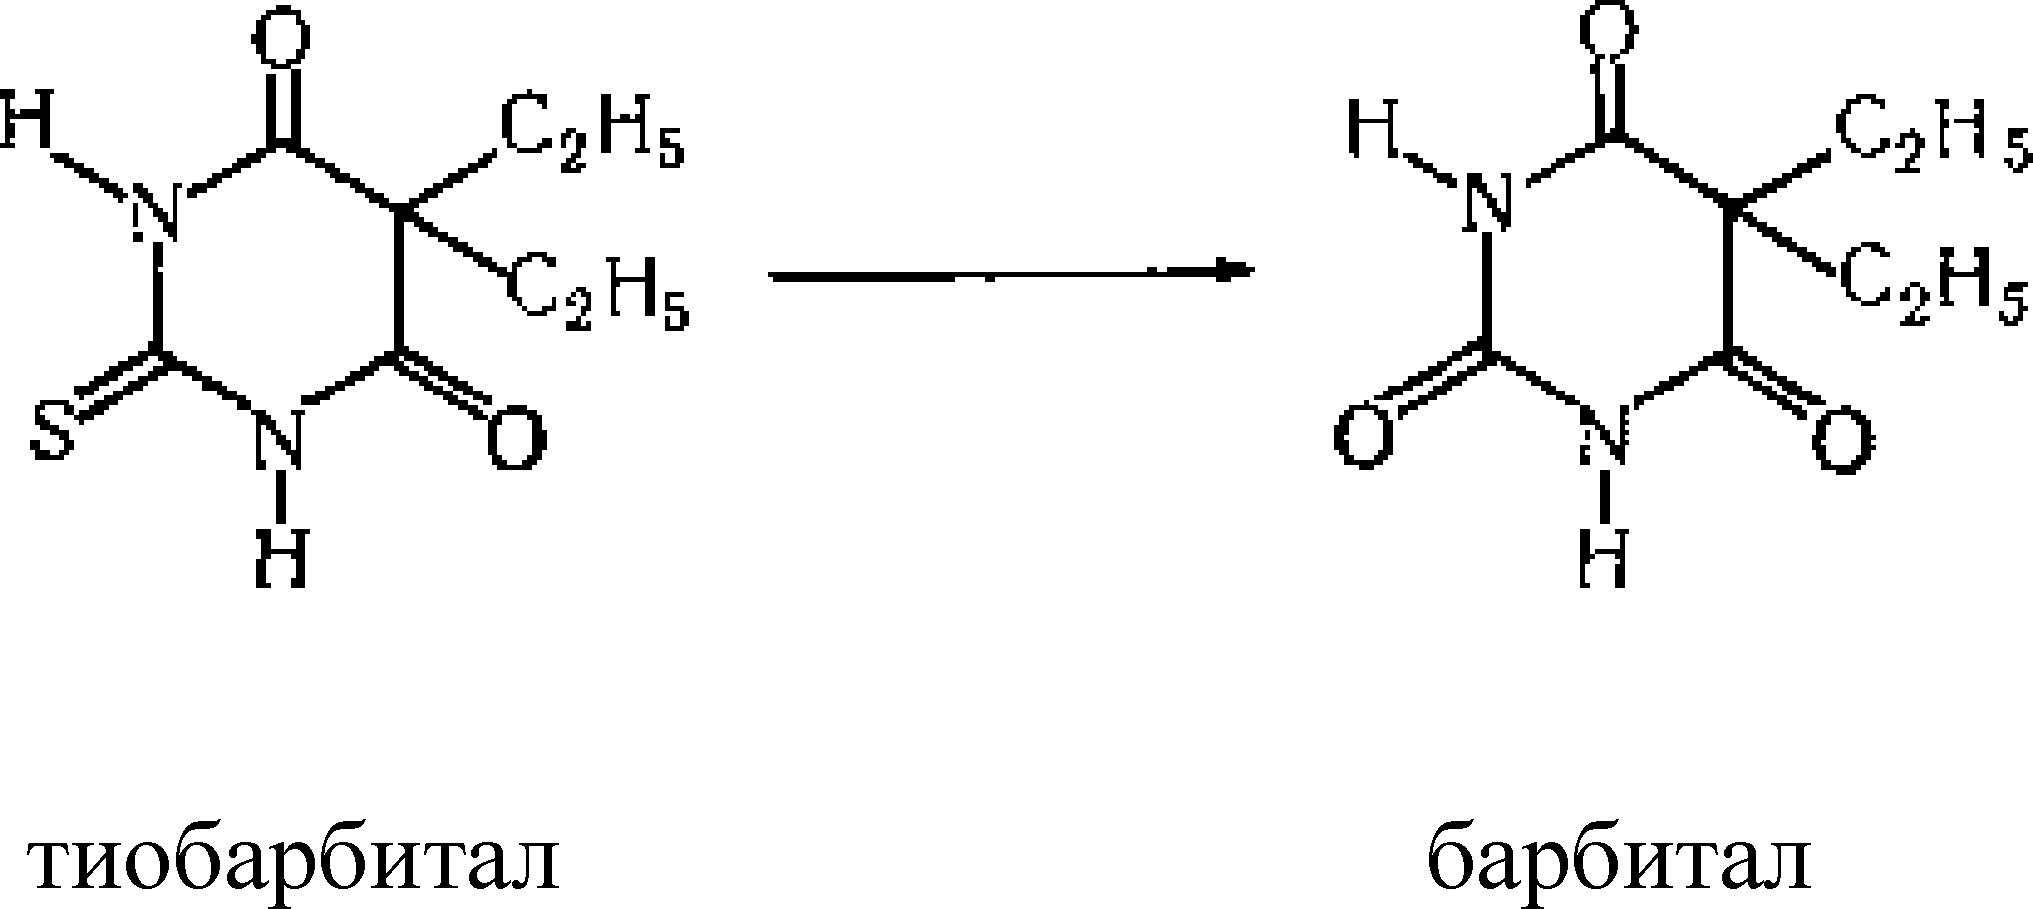 O O
H C₂H₅ H C₂H₅
N N
C₂H₅ C₂H₅
S N O O N O
H H
тиобарбитал барбитал